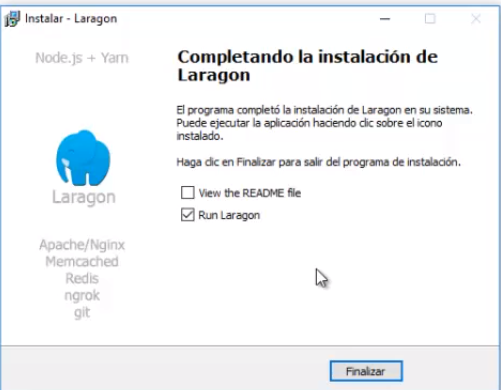 Instalar - Laragon
Node.js + Yarn
Laragon
Apache/Nginx
Memcached
Redis
ngrok
git
Completando la instalación de
Laragon
El programa completó la instalación de Laragon en su sistema.
Puede ejecutar la aplicación haciendo clic sobre el icono
instalado.
Haga clic en Finalizar para salir del programa de instalación.
View the README file
Run Laragon
Finalizar